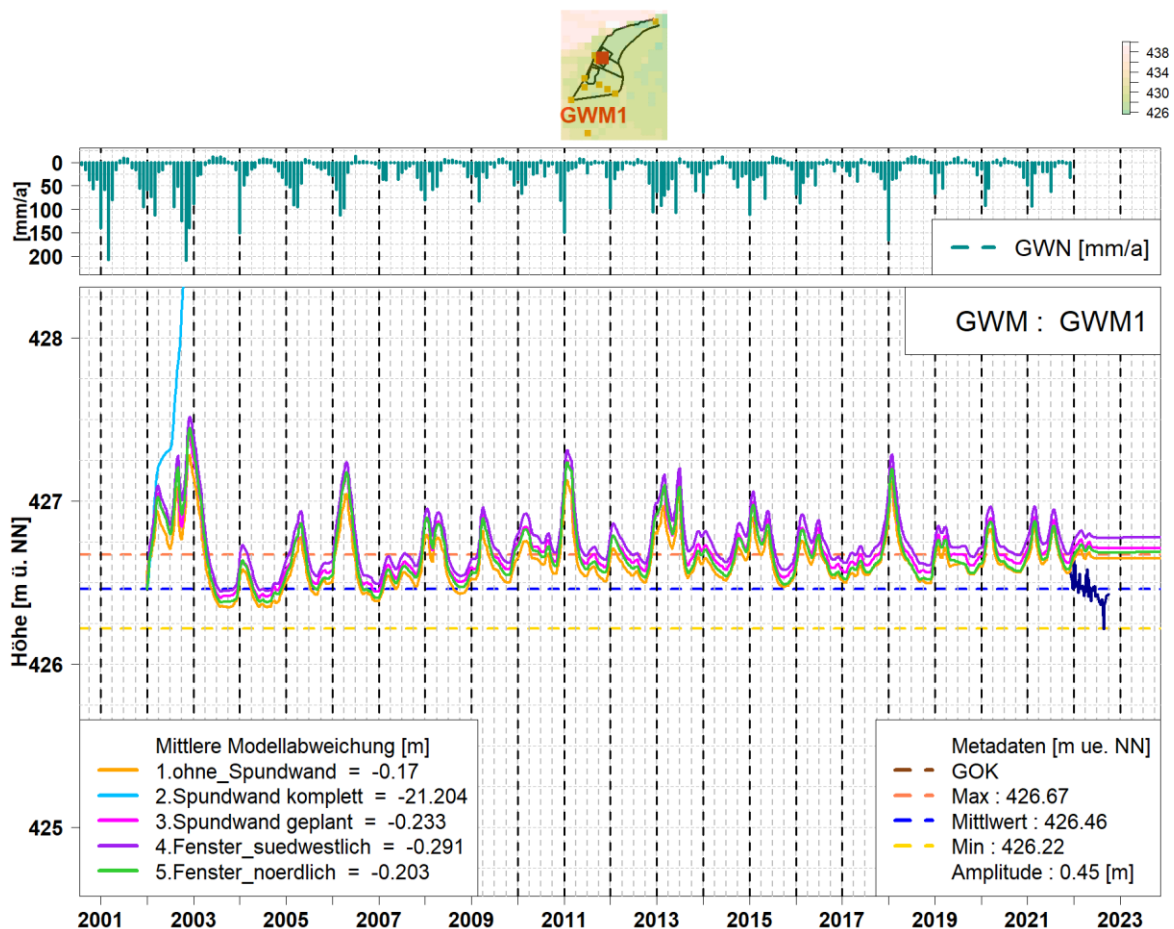 GWM1
438
434
430
426
0
50
100
150
200
[mm/a]
GWN [mm/a]
GWM : GWM1
428
427
426
425
Höhe [m ü. NN]
Mittlere Modellabweichung [m]
1.ohne_Spundwand = -0.17
2.Spundwand komplett = -21.204
3.Spundwand geplant = -0.233
4.Fenster_suedwestlich = -0.291
5.Fenster_noerdlich = -0.203
Metadaten [m ue. NN]
GOK
Max : 426.67
Mittlwert : 426.46
Min : 426.22
Amplitude : 0.45 [m]
2001 2003 2005 2007 2009 2011 2013 2015 2017 2019 2021 2023